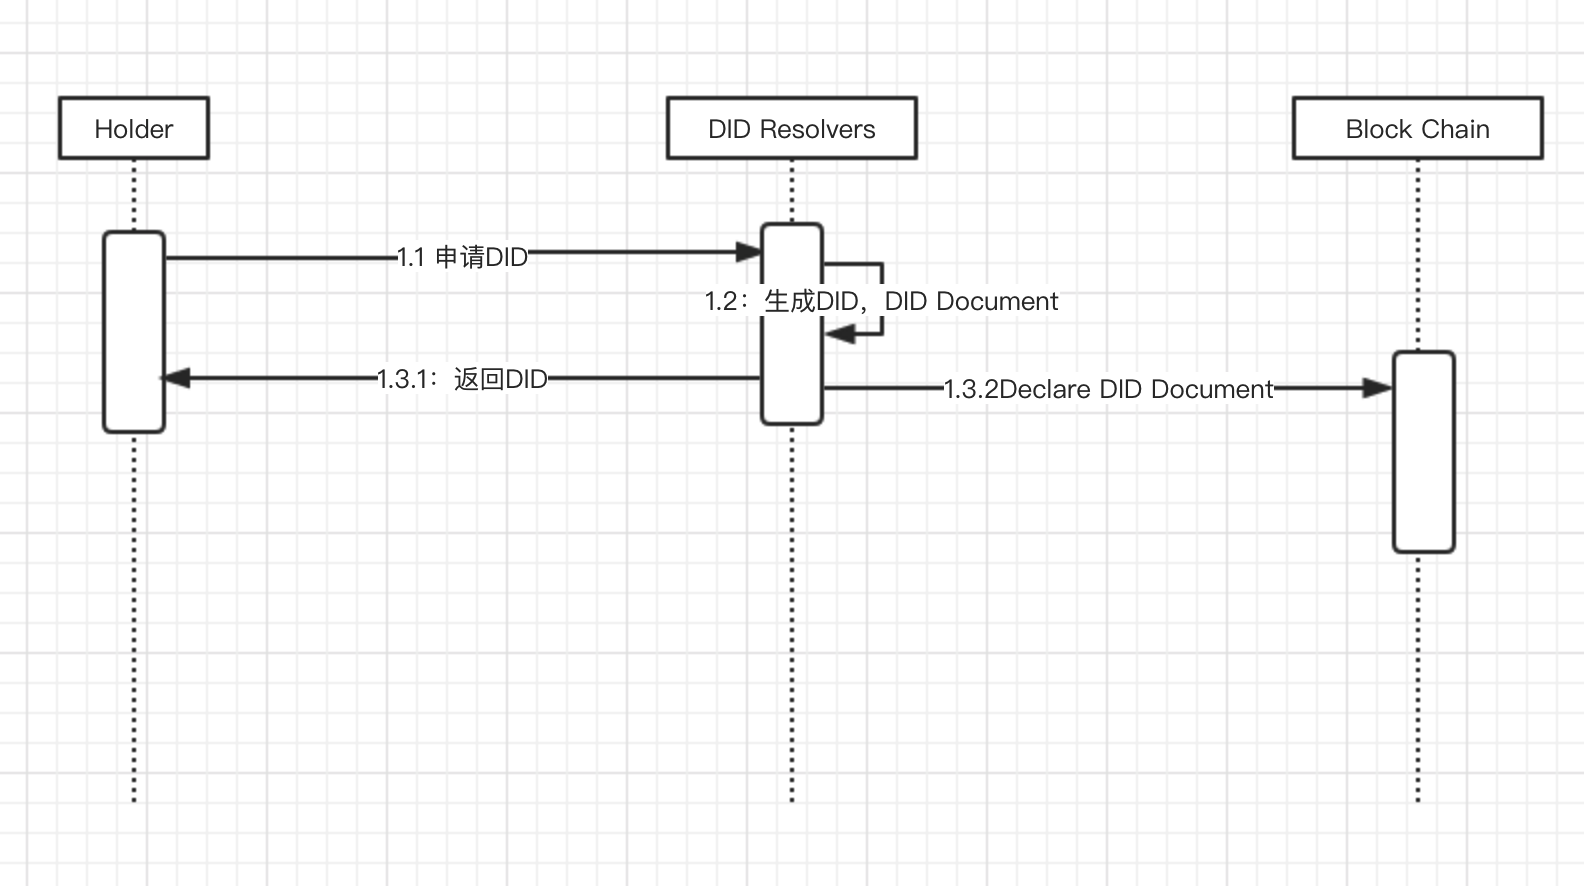 Holder
DID Resolvers
Block Chain
1.1 申请DID
1.2：生成DID，DID Document
1.3.1：返回DID
1.3.2Declare DID Document